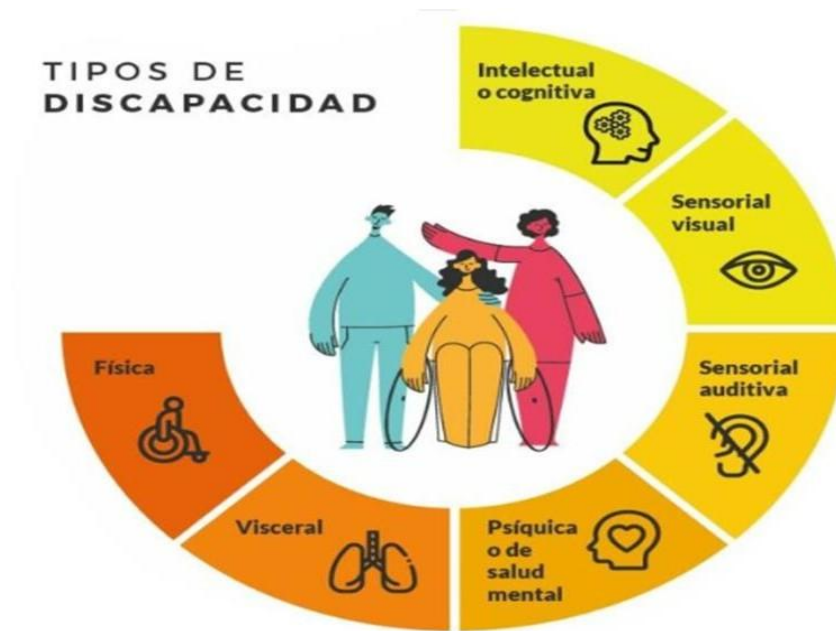 TIPOS DE
DISCAPACIDAD
Intelectual
o cognitiva
Sensorial
visual
Sensorial
auditiva
Psíquica
o de
salud
mental
Visceral
Física